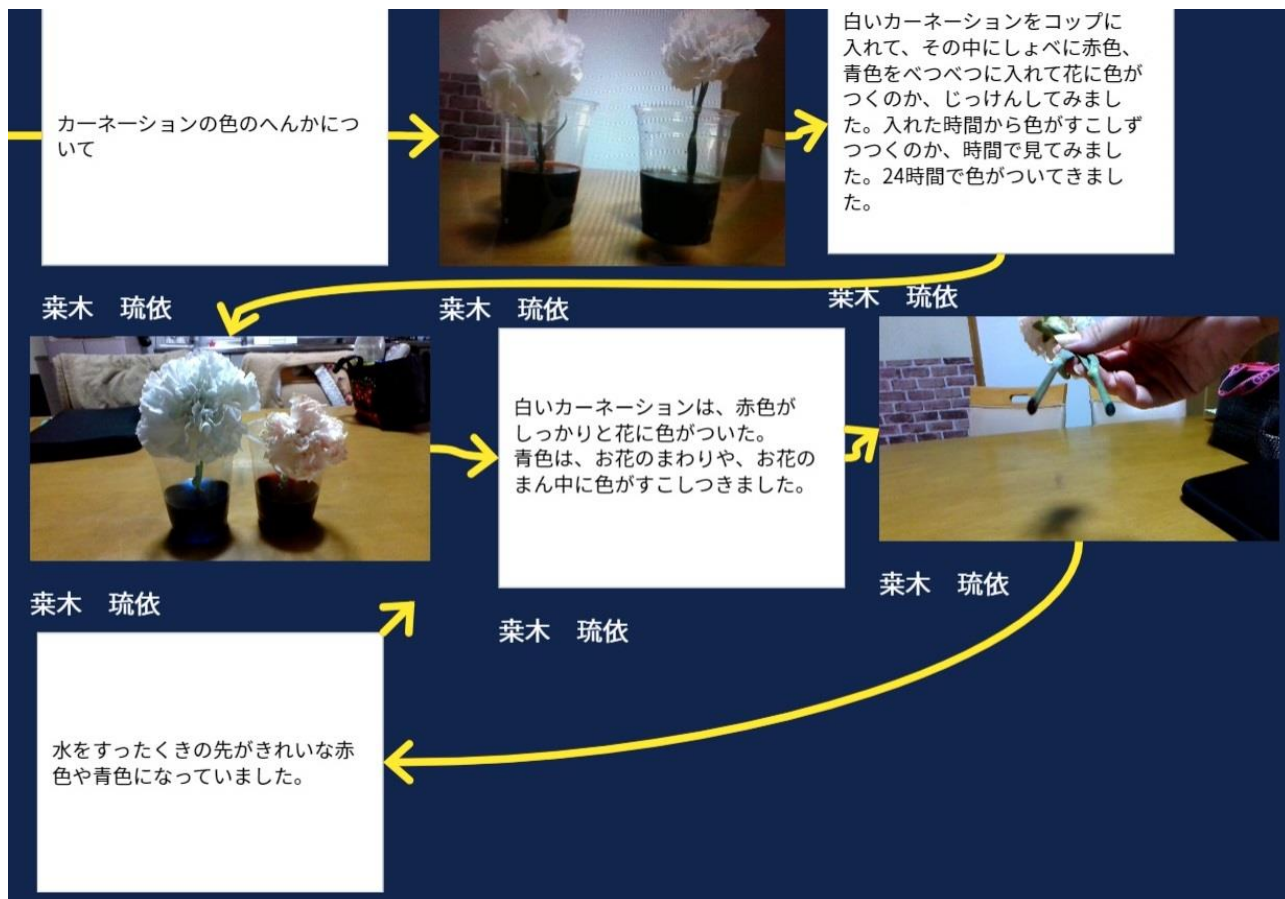 カーネーションの色のへんかにつ
いて
桒木　琉依
桒木　琉依
白いカーネーションをコップに
入れて、その中にしょべに赤色、
青色をべつべつに入れて花に色が
つくのか、じっけんしてみまし
た。入れた時間から色がすこしず
つつくのか、時間で見てみまし
た。24時間で色がついてきまし
た。
桒木　琉依
桒木　琉依
白いカーネーションは、赤色が
しっかりと花に色がついた。
青色は、お花のまわりや、お花の
まん中に色がすこしつきました。
桒木　琉依
桒木　琉依
水をすったくきの先がきれいな赤
色や青色になっていました。